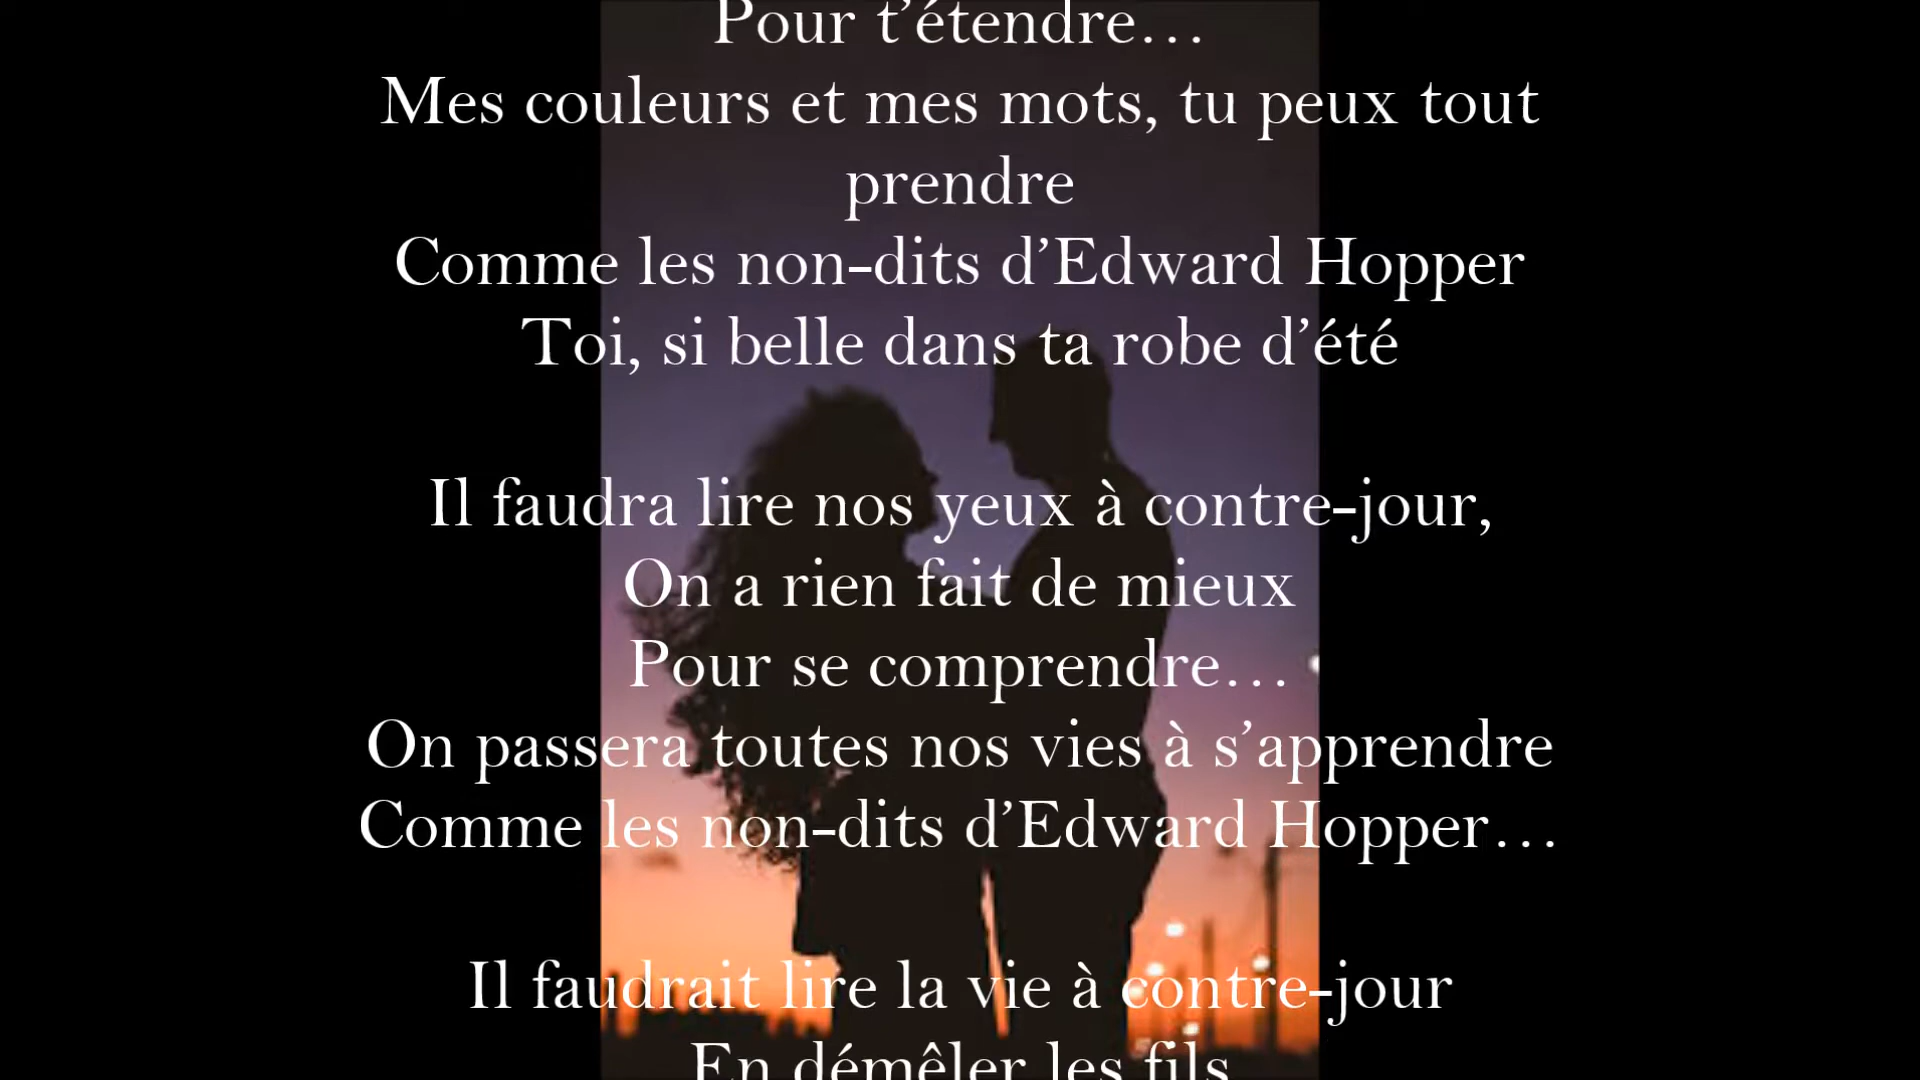 Pour t’étendre…
Mes couleurs et mes mots, tu peux tout
prendre
Comme les non-dits d’Edward Hopper
Toi, si belle dans ta robe d’été
Il faudra lire nos yeux à contre-jour,
On a rien fait de mieux
Pour se comprendre…
On passera toutes nos vies à s’apprendre
Comme les non-dits d’Edward Hopper…
Il faudrait lire la vie à contre-jour
En démêler les fils